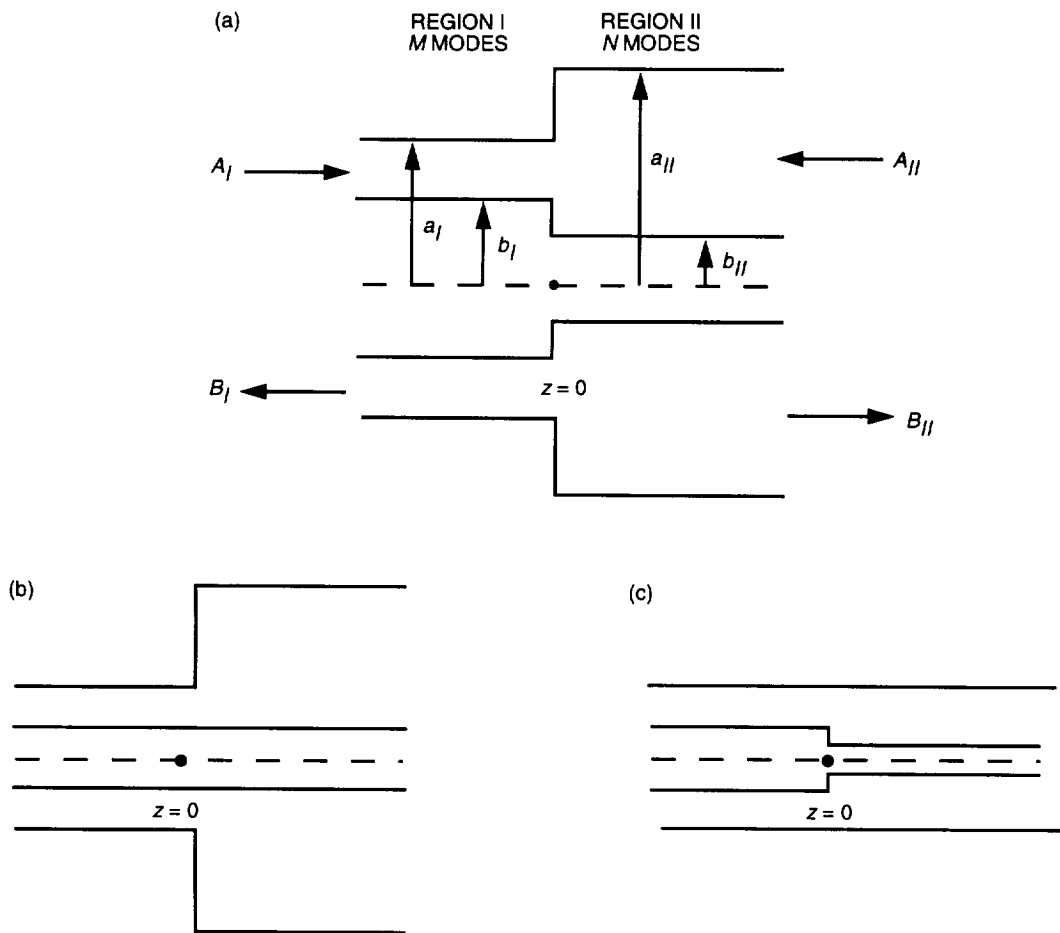 (a)
REGION I
M MODES
REGION II
N MODES
A_I
a_I
b_I
a_II
A_II
b_II
B_I
z = 0
B_II
(b)
z = 0
(c)
z = 0